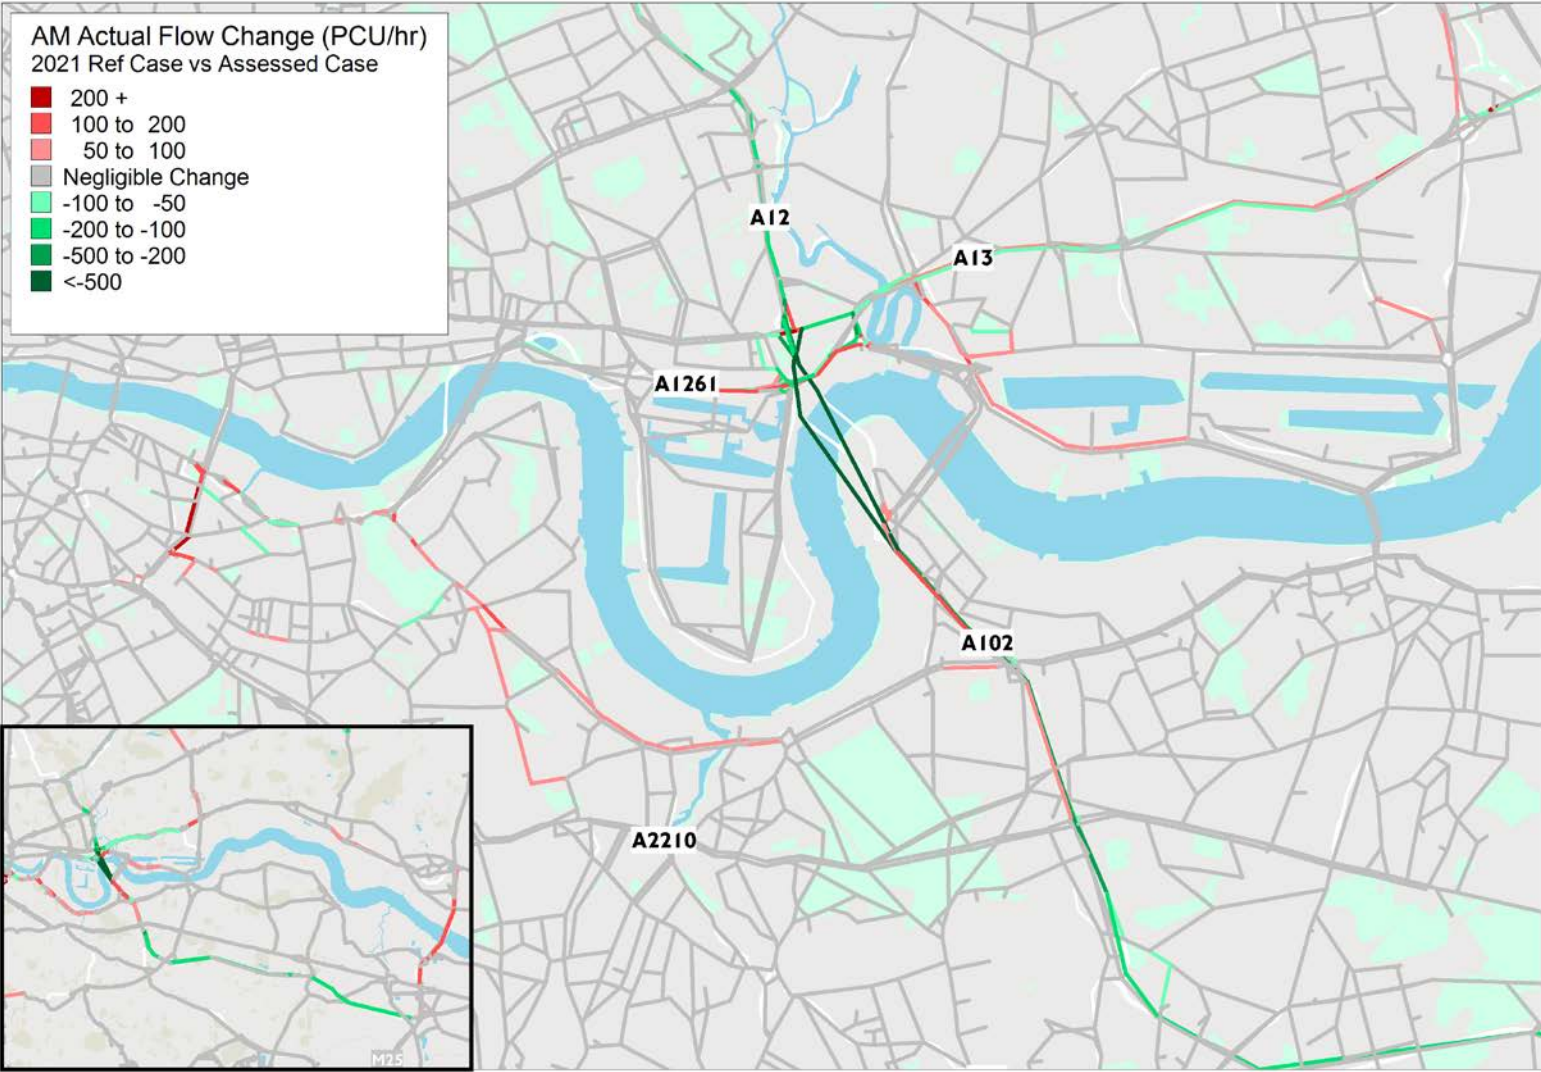 AM Actual Flow Change (PCU/hr)
2021 Ref Case vs Assessed Case
200 +
100 to 200
50 to 100
Negligible Change
-100 to -50
-200 to -100
-500 to -200
<-500
A12
A13
A1261
A102
A2210
M25